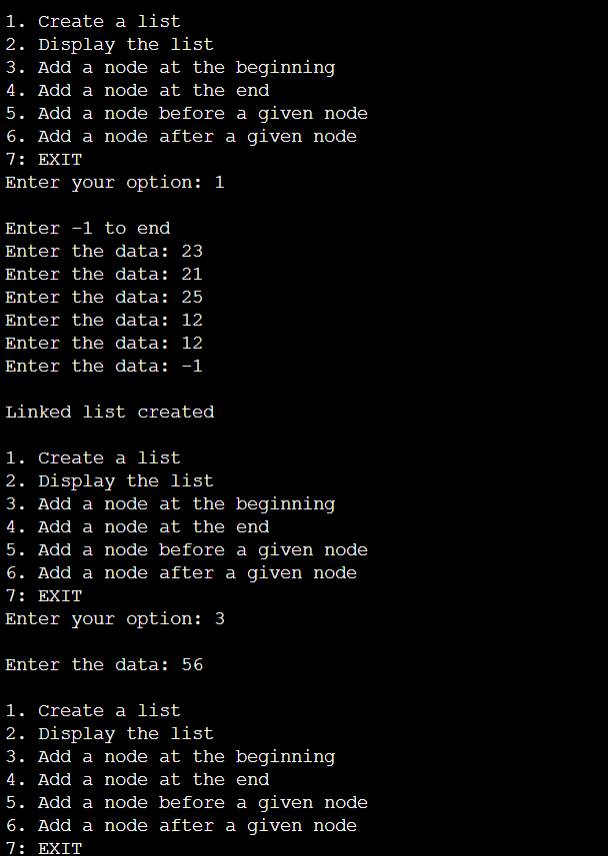 1. Create a list
2. Display the list
3. Add a node at the beginning
4. Add a node at the end
5. Add a node before a given node
6. Add a node after a given node
7: EXIT
Enter your option: 1
Enter -1 to end
Enter the data: 23
Enter the data: 21
Enter the data: 25
Enter the data: 12
Enter the data: 12
Enter the data: -1
Linked list created
1. Create a list
2. Display the list
3. Add a node at the beginning
4. Add a node at the end
5. Add a node before a given node
6. Add a node after a given node
7: EXIT
Enter your option: 3
Enter the data: 56
1. Create a list
2. Display the list
3. Add a node at the beginning
4. Add a node at the end
5. Add a node before a given node
6. Add a node after a given node
7: EXIT